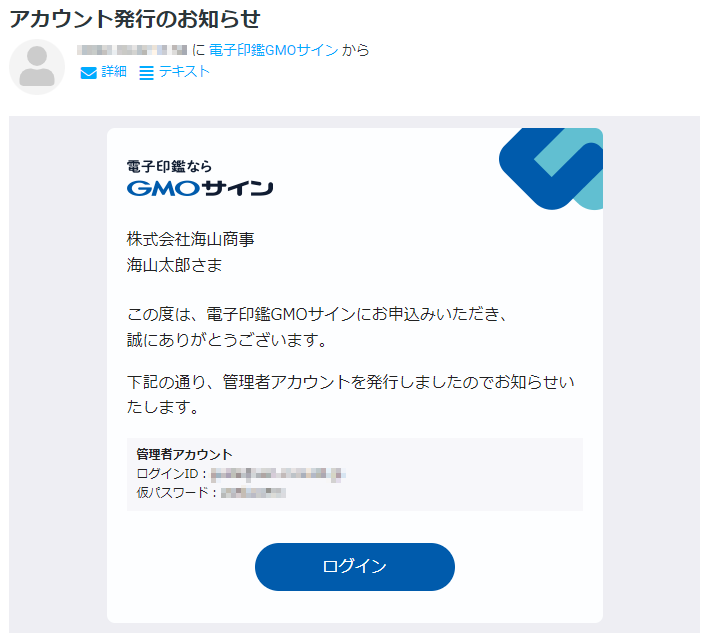 アカウント発行のお知らせ
に 電子印鑑GMOサイン から
詳細 テキスト
電子印鑑なら
GMOサイン
株式会社海山商事
海山太郎さま
この度は、電子印鑑GMOサインにお申込みいただき、
誠にありがとうございます。
下記の通り、管理者アカウントを発行しましたのでお知らせい
たします。
管理者アカウント
ログインID：
仮パスワード：
ログイン